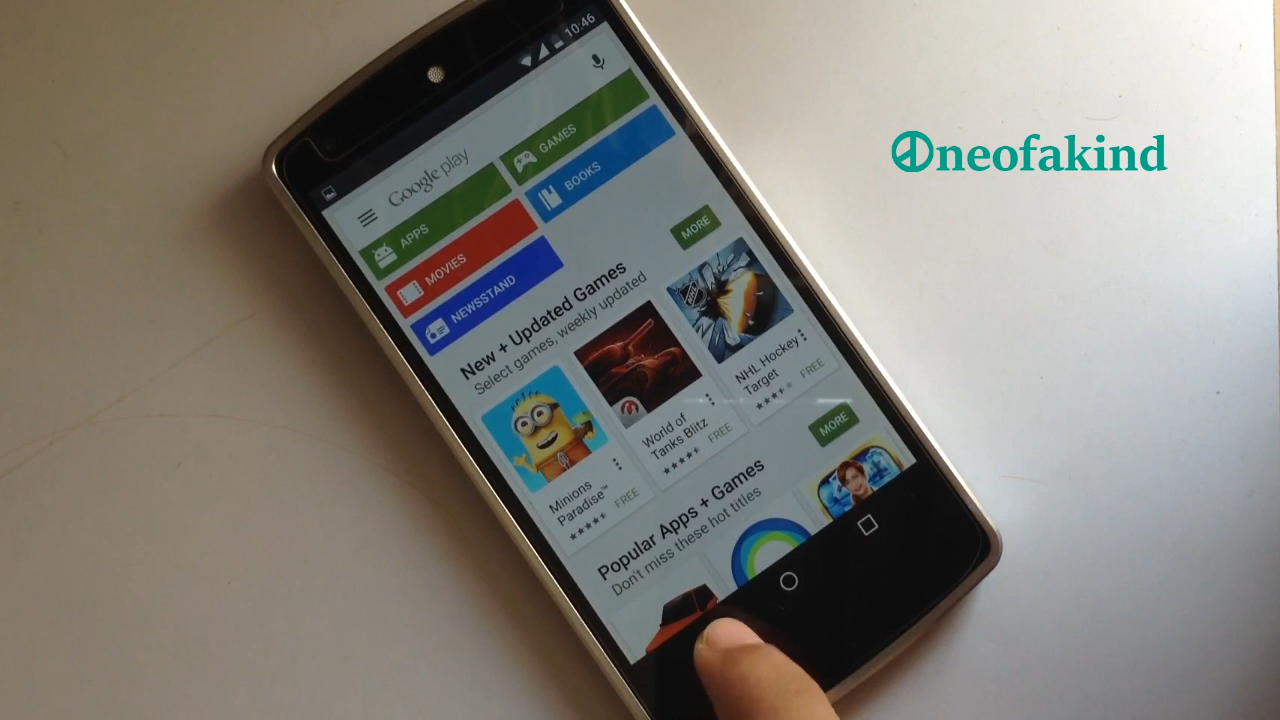 10:46
Google play
APPS
GAMES
MOVIES
BOOKS
NEWSSTAND
New + Updated Games
Select games, weekly updated
MORE
Minions
Paradise™
FREE
World of
Tanks Blitz
FREE
NHL
NHL Hockey
Target
FREE
Popular Apps + Games
Don't miss these hot titles
MORE
Oneofakind